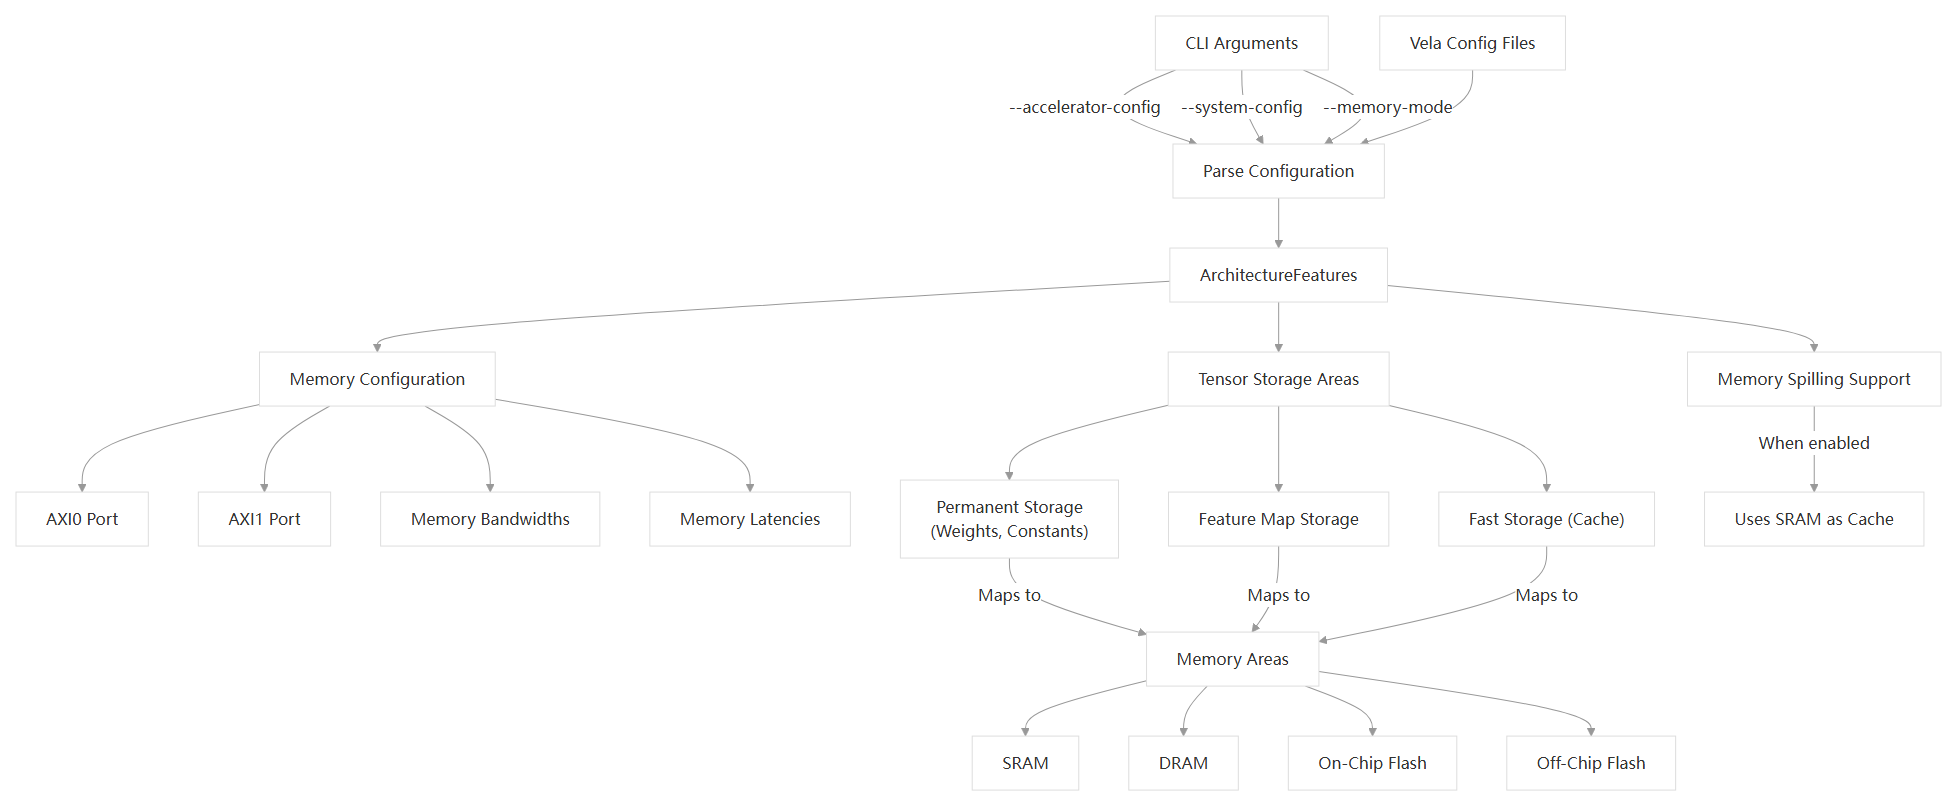 CLI Arguments
Vela Config Files
--accelerator-config
--system-config
--memory-mode
Parse Configuration
ArchitectureFeatures
Memory Configuration
Tensor Storage Areas
Memory Spilling Support
When enabled
AXI0 Port
AXI1 Port
Memory Bandwidths
Memory Latencies
Permanent Storage
(Weights, Constants)
Feature Map Storage
Fast Storage (Cache)
Uses SRAM as Cache
Maps to
Maps to
Maps to
Memory Areas
SRAM
DRAM
On-Chip Flash
Off-Chip Flash